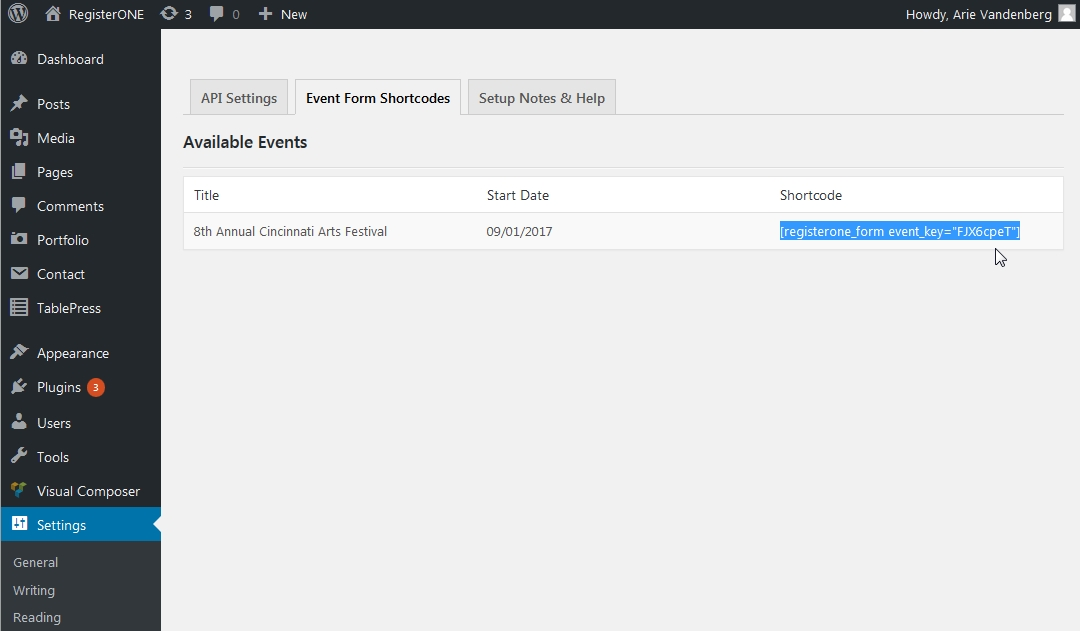 RegisterONE 3 0 New Howdy, Arie Vandenberg
Dashboard
Posts
Media
Pages
Comments
Portfolio
Contact
TablePress
Appearance
Plugins 3
Users
Tools
Visual Composer
Settings
General
Writing
Reading
API Settings Event Form Shortcodes Setup Notes & Help
Available Events
Title Start Date Shortcode
8th Annual Cincinnati Arts Festival 09/01/2017 [registerone_form event_key="FJX6cpeT"]